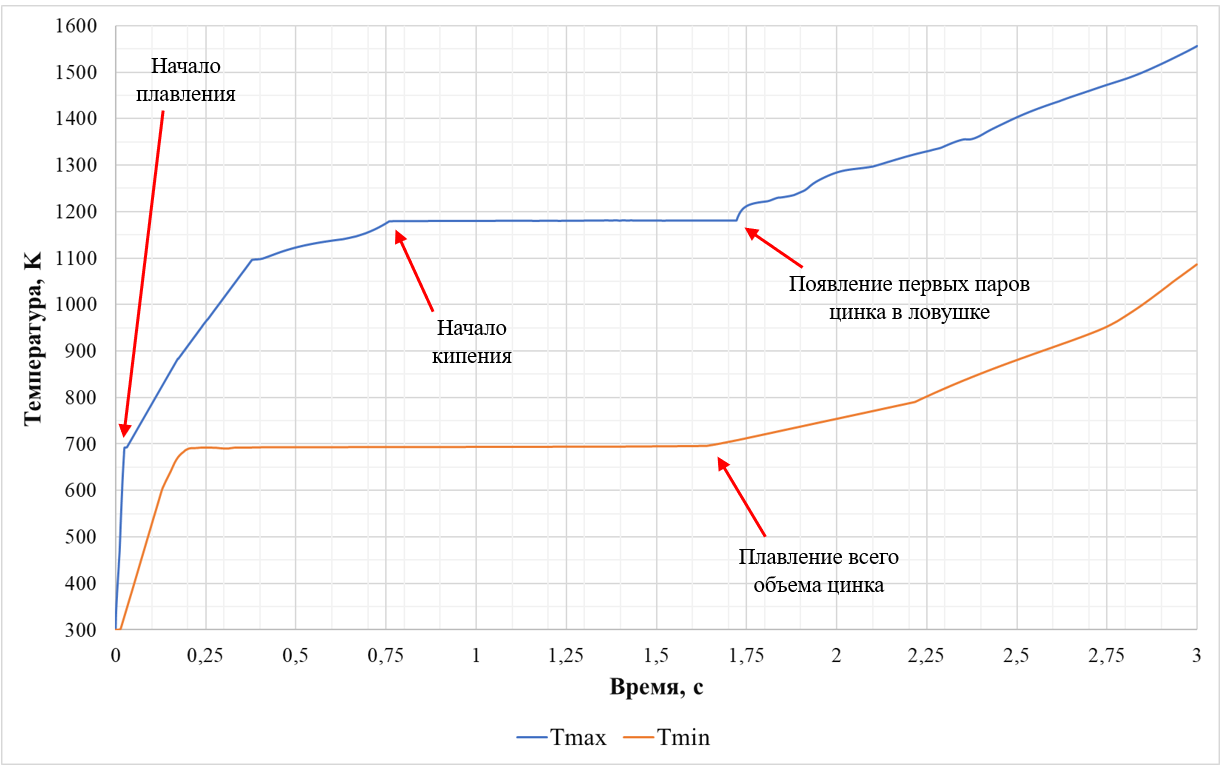 1600
1500
1400
1300
1200
1100
1000
900
800
700
600
500
400
300
Температура, К
Начало
плавления
Начало
кипения
Появление первых паров
цинка в ловушке
Плавление всего
объема цинка
0 0,25 0,5 0,75 1 1,25 1,5 1,75 2 2,25 2,5 2,75 3
Время, с
Tmax Tmin